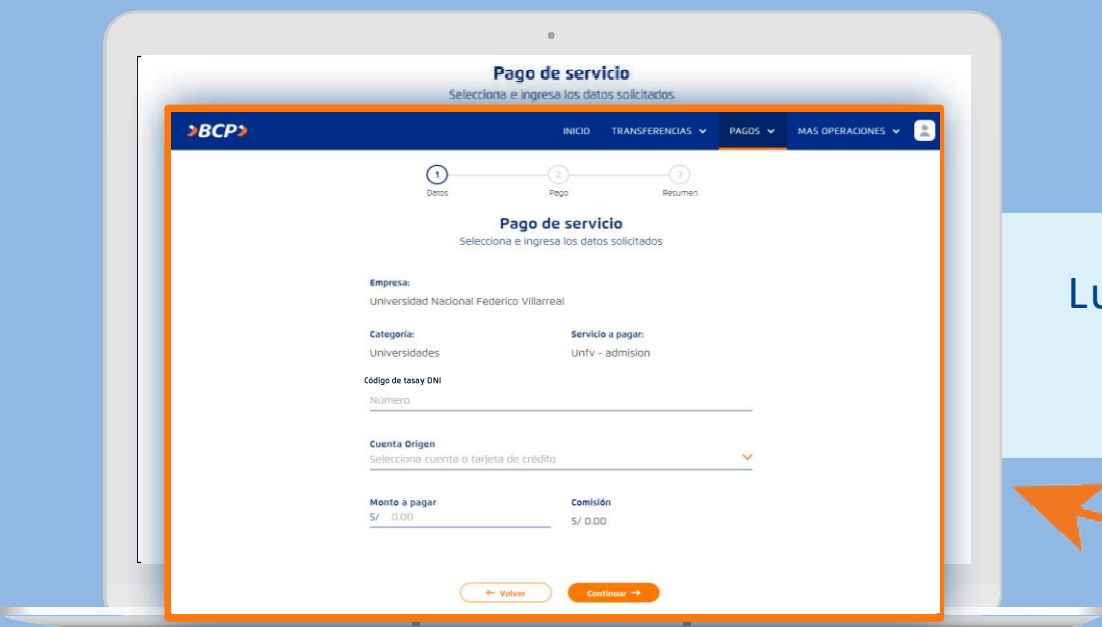 Pago de servicio
Selecciona e ingresa los datos solicitados
BCP
INICIO TRANSFERENCIAS PAGOS MAS OPERACIONES
1 2 3
Datos Pago Resumen
Pago de servicio
Selecciona e ingresa los datos solicitados
Empresa:
Universidad Nacional Federico Villarreal
Categoría: Servicio a pagar:
Universidades Unfv - admision
Código de tasay DNI
Número
Cuenta Origen
Selecciona cuenta o tarjeta de crédito
Monto a pagar Comisión
S/ 0.00 S/ 0.00
← Volver Continuar →